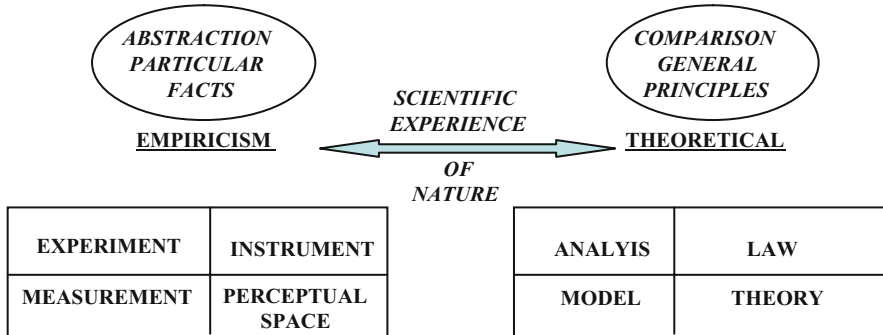 ABSTRACTION
PARTICULAR
FACTS
COMPARISON
GENERAL
PRINCIPLES
SCIENTIFIC
EXPERIENCE
EMPIRICISM
THEORETICAL
OF
NATURE
EXPERIMENT
INSTRUMENT
MEASUREMENT
PERCEPTUAL
SPACE
ANALYIS
LAW
MODEL
THEORY